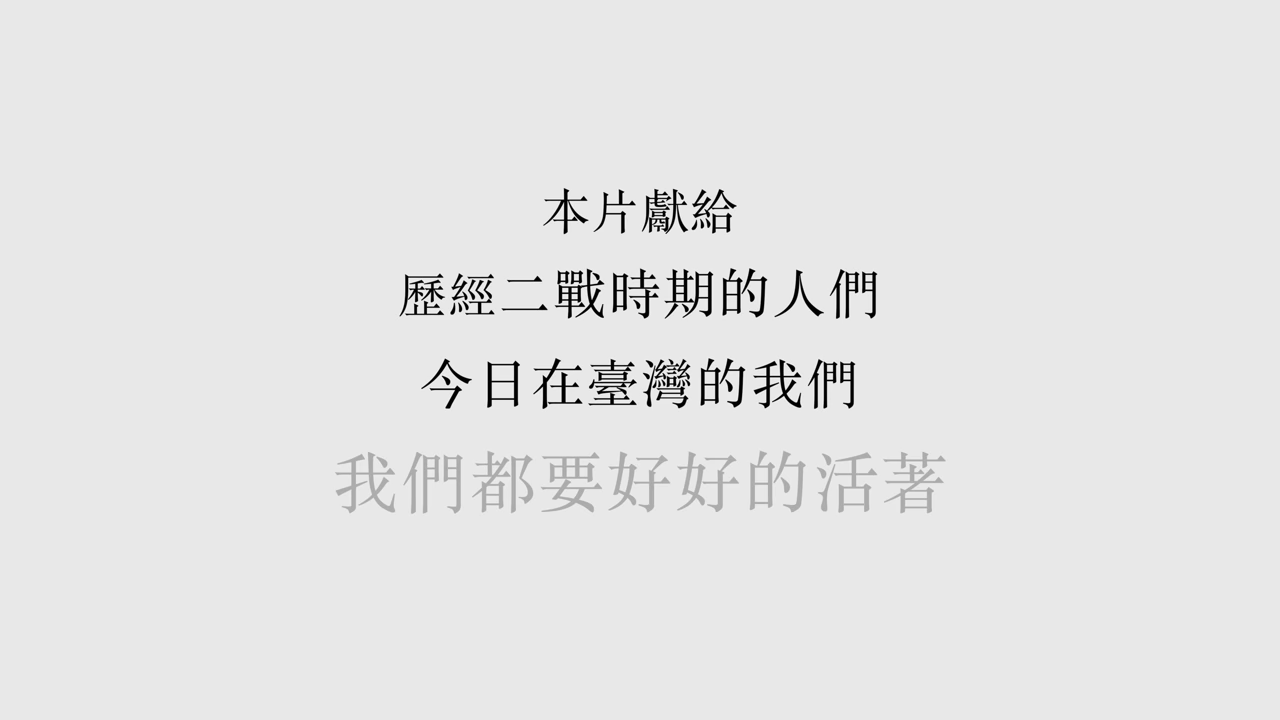 本片獻給
歷經二戰時期的人們
今日在臺灣的我們
我們都要好好的活著